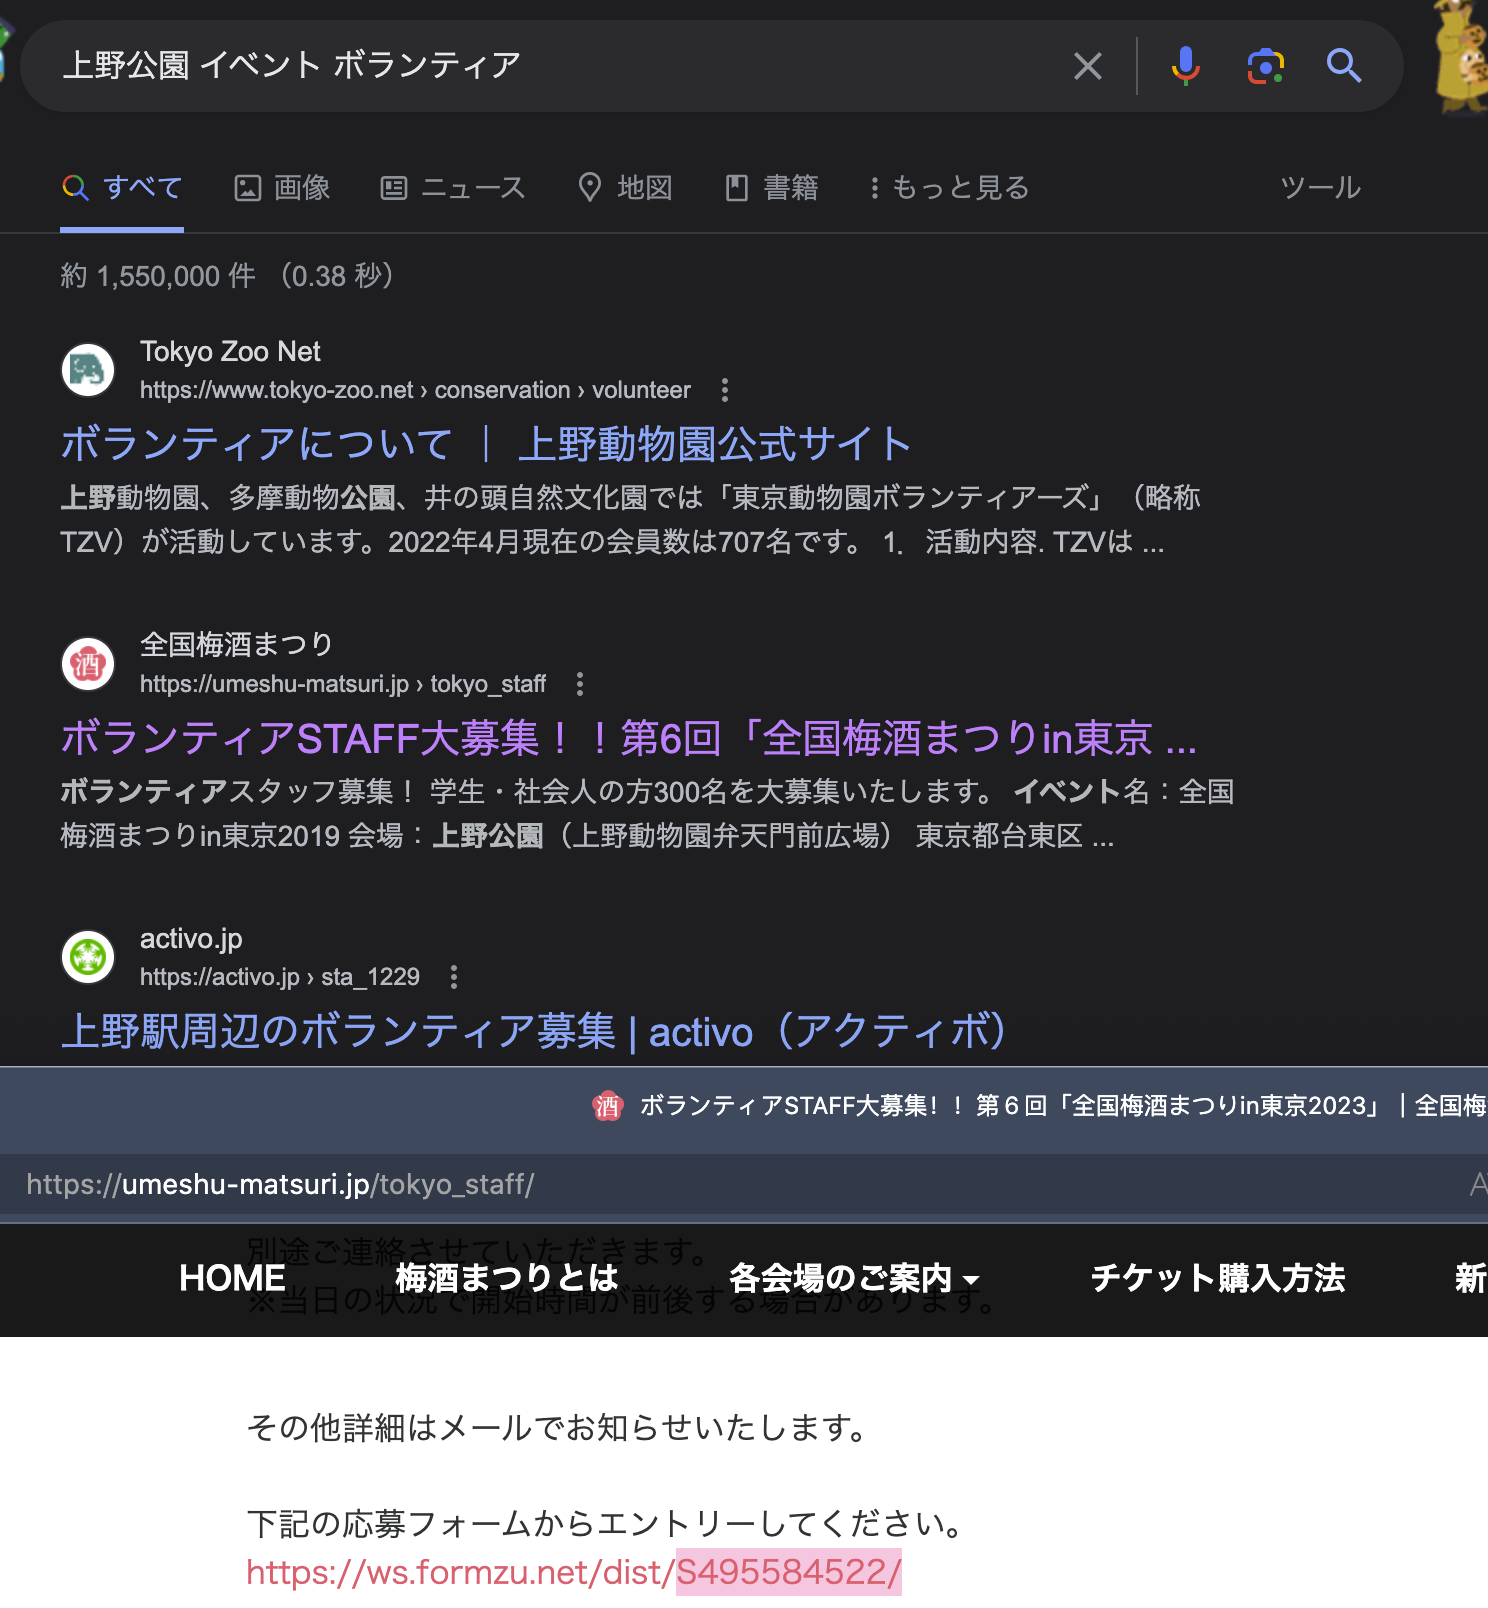 上野公園 イベント ボランティア
すべて 画像 ニュース 地図 書籍 もっと見る ツール
約 1,550,000 件 （0.38 秒）
Tokyo Zoo Net
https://www.tokyo-zoo.net › conservation › volunteer
ボランティアについて ｜ 上野動物園公式サイト
上野動物園、多摩動物公園、井の頭自然文化園では「東京動物園ボランティアーズ」（略称
TZV）が活動しています。2022年4月現在の会員数は707名です。 1. 活動内容. TZVは ...
酒
全国梅酒まつり
https://umeshu-matsuri.jp › tokyo_staff
ボランティアSTAFF大募集！！第6回「全国梅酒まつりin東京 ...
ボランティアスタッフ募集！ 学生・社会人の方300名を大募集いたします。 イベント名：全国
梅酒まつりin東京2019 会場：上野公園（上野動物園弁天門前広場） 東京都台東区 ...
activo.jp
https://activo.jp › sta_1229
上野駅周辺のボランティア募集 | activo（アクティボ）
酒 ボランティアSTAFF大募集！！第６回「全国梅酒まつりin東京2023」｜全国梅
https://umeshu-matsuri.jp/tokyo_staff/
別途ご連絡させていただきます。
HOME 梅酒まつりとは 各会場のご案内 チケット購入方法 新
※当日の状況で開始時間が前後する場合があります。
その他詳細はメールでお知らせいたします。
下記の応募フォームからエントリーしてください。
https://ws.formzu.net/dist/S495584522/